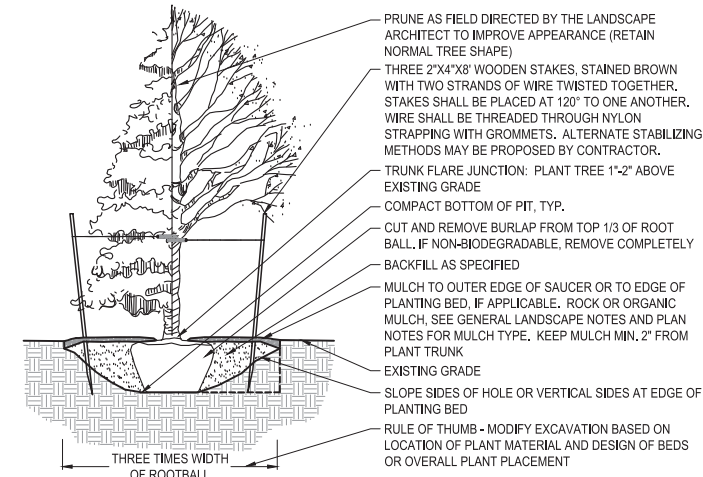 PRUNE AS FIELD DIRECTED BY THE LANDSCAPE
ARCHITECT TO IMPROVE APPEARANCE (RETAIN
NORMAL TREE SHAPE)
THREE 2"X4"X8' WOODEN STAKES, STAINED BROWN
WITH TWO STRANDS OF WIRE TWISTED TOGETHER.
STAKES SHALL BE PLACED AT 120° TO ONE ANOTHER.
WIRE SHALL BE THREADED THROUGH NYLON
STRAPPING WITH GROMMETS. ALTERNATE STABILIZING
METHODS MAY BE PROPOSED BY CONTRACTOR.
TRUNK FLARE JUNCTION: PLANT TREE 1"-2" ABOVE
EXISTING GRADE
COMPACT BOTTOM OF PIT, TYP.
CUT AND REMOVE BURLAP FROM TOP 1/3 OF ROOT
BALL. IF NON-BIODEGRADABLE, REMOVE COMPLETELY
BACKFILL AS SPECIFIED
MULCH TO OUTER EDGE OF SAUCER OR TO EDGE OF
PLANTING BED, IF APPLICABLE. ROCK OR ORGANIC
MULCH, SEE GENERAL LANDSCAPE NOTES AND PLAN
NOTES FOR MULCH TYPE. KEEP MULCH MIN. 2" FROM
PLANT TRUNK
EXISTING GRADE
SLOPE SIDES OF HOLE OR VERTICAL SIDES AT EDGE OF
PLANTING BED
RULE OF THUMB - MODIFY EXCAVATION BASED ON
LOCATION OF PLANT MATERIAL AND DESIGN OF BEDS
OR OVERALL PLANT PLACEMENT
THREE TIMES WIDTH
OF ROOTBALL